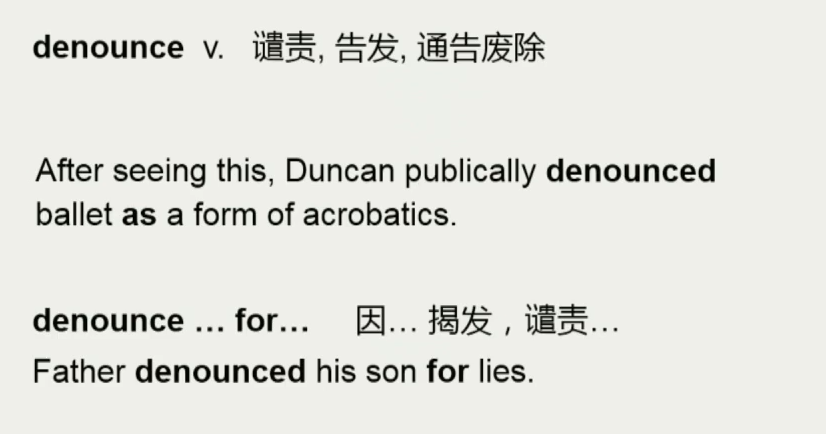 denounce v. 谴责, 告发, 通告废除
After seeing this, Duncan publically denounced
ballet as a form of acrobatics.
denounce … for… 因… 揭发，谴责…
Father denounced his son for lies.